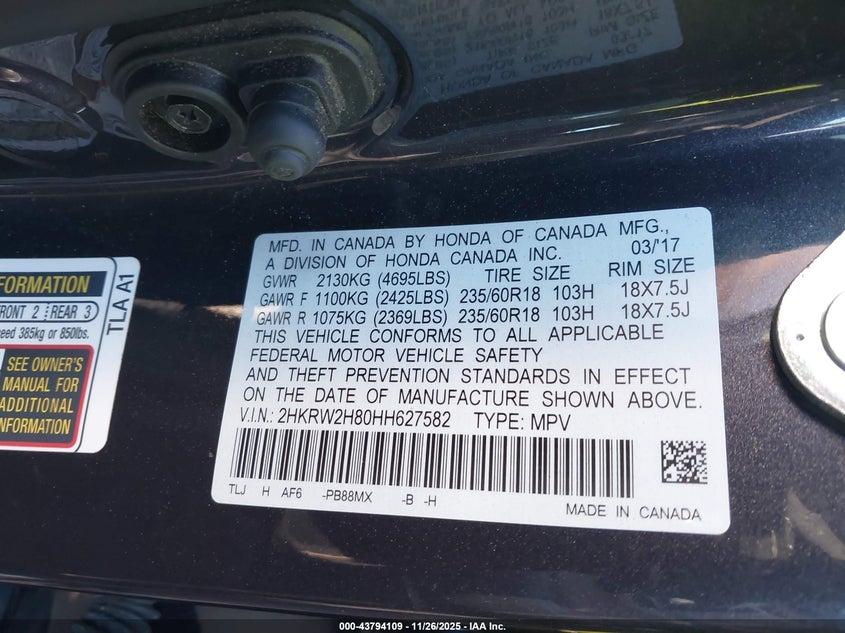 MFD. IN CANADA BY HONDA OF CANADA MFG.,
A DIVISION OF HONDA CANADA INC. 03/'17
GVWR 2130KG (4695LBS) TIRE SIZE RIM SIZE
GAWR F 1100KG (2425LBS) 235/60R18 103H 18X7.5J
GAWR R 1075KG (2369LBS) 235/60R18 103H 18X7.5J
THIS VEHICLE CONFORMS TO ALL APPLICABLE
FEDERAL MOTOR VEHICLE SAFETY
AND THEFT PREVENTION STANDARDS IN EFFECT
ON THE DATE OF MANUFACTURE SHOWN ABOVE.
V.I.N.: 2HKRW2H80HH627582 TYPE: MPV
TLJ H AF6 -PB88MX -B -H
MADE IN CANADA
FORMATION
FRONT 2 REAR 3
385kg or 850lbs.
SEE OWNER'S
MANUAL FOR
ADDITIONAL
INFORMATION
TLA A1
000-43794109 - 11/26/2025 - IAA Inc.